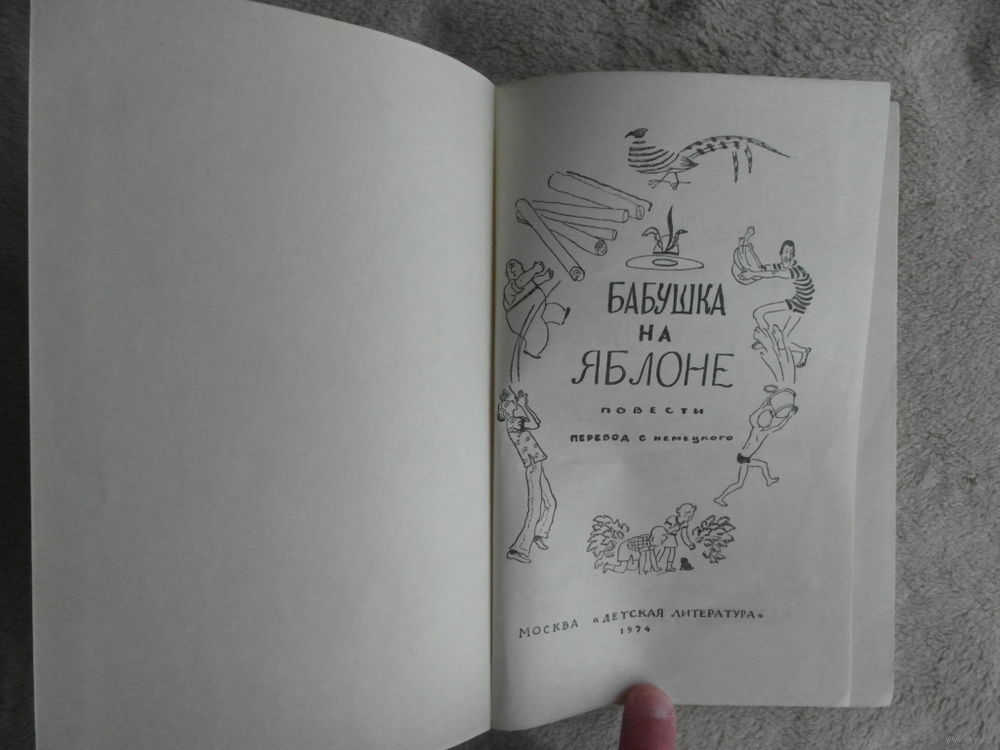 БАБУШКА
НА
ЯБЛОНЕ
ПОВЕСТИ
ПЕРЕВОД С НЕМЕЦКОГО
МОСКВА «ДЕТСКАЯ ЛИТЕРАТУРА»
1974